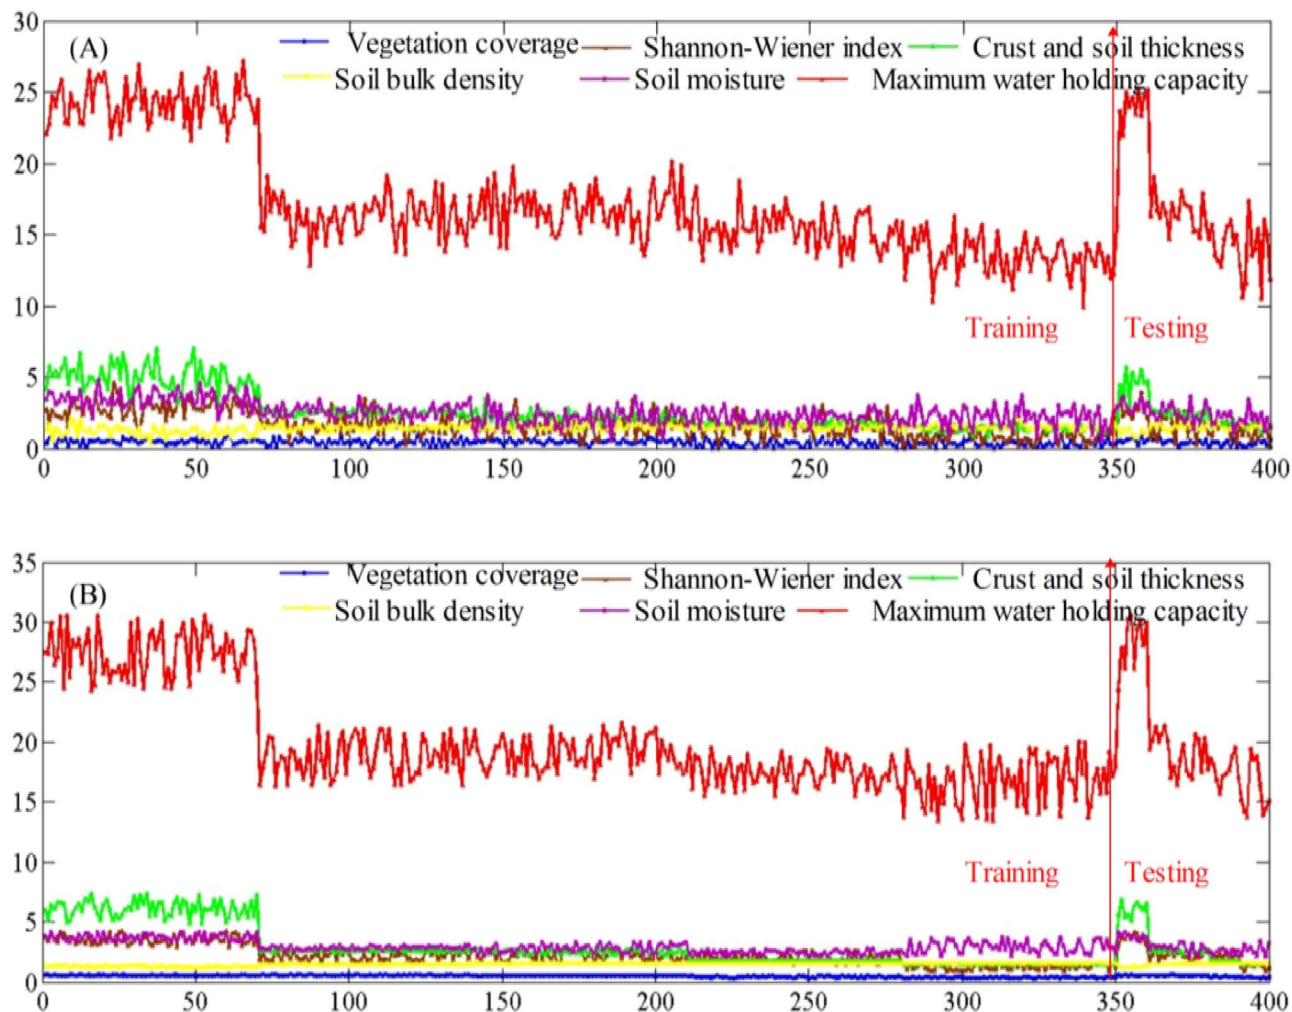 30
(A)
Vegetation coverage
Shannon-Wiener index
Crust and soil thickness
Soil bulk density
Soil moisture
Maximum water holding capacity
25
20
15
10
Training
Testing
5
0
0 50 100 150 200 250 300 350 400
35
(B)
Vegetation coverage
Shannon-Wiener index
Crust and soil thickness
Soil bulk density
Soil moisture
Maximum water holding capacity
30
25
20
15
10
Training
Testing
5
0
0 50 100 150 200 250 300 350 400